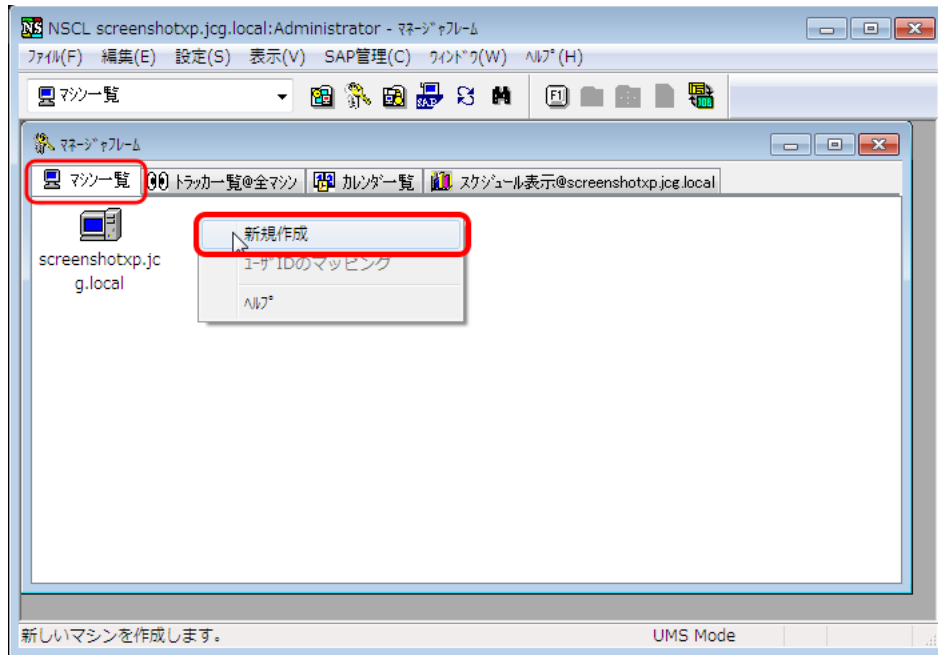 NS NSCL screenshotxp.jcg.local:Administrator - ﾏﾈｰｼﾞｬﾌﾚｰﾑ
ﾌｧｲﾙ(F) 編集(E) 設定(S) 表示(V) SAP管理(C) ｳｨﾝﾄﾞｳ(W) ﾍﾙﾌﾟ(H)
ﾏｼﾝ一覧 SAP F1 108
ﾏﾈｰｼﾞｬﾌﾚｰﾑ
ﾏｼﾝ一覧 ﾄﾗｯｶ一覧@全ﾏｼﾝ ｶﾚﾝﾀﾞ一覧 ｽｹｼﾞｭｰﾙ表示@screenshotxp.jcg.local
新規作成
screenshotxp.jc
g.local
ﾕｰｻﾞIDのマッピング
ﾍﾙﾌﾟ
新しいマシンを作成します。 UMS Mode